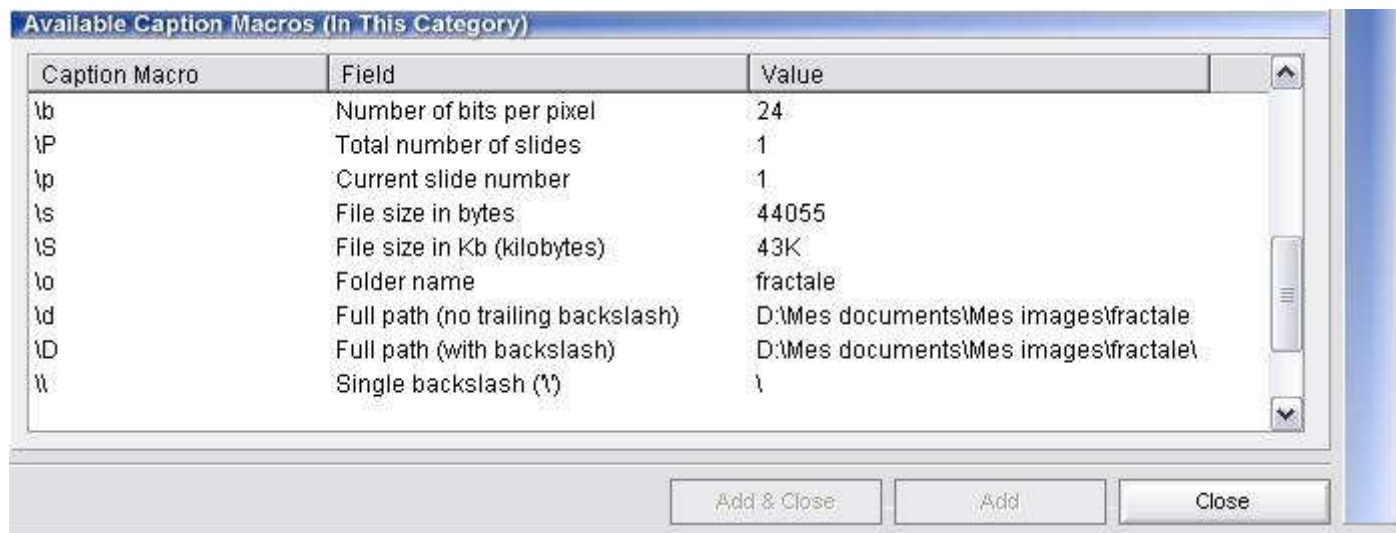 Available Caption Macros (In This Category)
Caption Macro Field Value
\b Number of bits per pixel 24
\P Total number of slides 1
\p Current slide number 1
\s File size in bytes 44055
\S File size in Kb (kilobytes) 43K
\o Folder name fractale
\d Full path (no trailing backslash) D:\Mes documents\Mes images\fractale
\D Full path (with backslash) D:\Mes documents\Mes images\fractale\
\\ Single backslash ('\') \
Add & Close Add Close